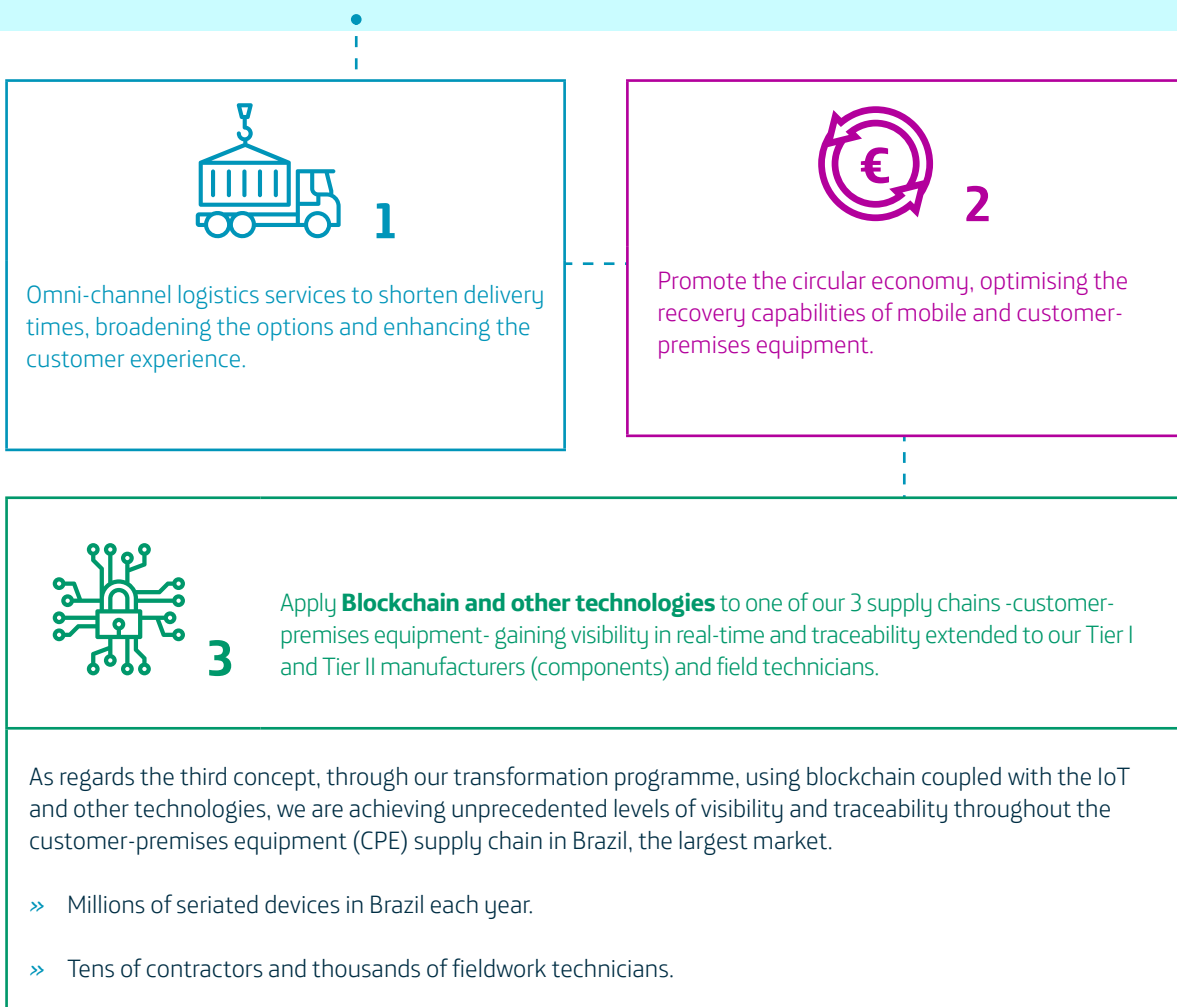 1
Omni-channel logistics services to shorten delivery
times, broadening the options and enhancing the
customer experience.
€
2
Promote the circular economy, optimising the
recovery capabilities of mobile and customer-
premises equipment.
3
Apply Blockchain and other technologies to one of our 3 supply chains -customer-
premises equipment- gaining visibility in real-time and traceability extended to our Tier I
and Tier II manufacturers (components) and field technicians.
As regards the third concept, through our transformation programme, using blockchain coupled with the IoT
and other technologies, we are achieving unprecedented levels of visibility and traceability throughout the
customer-premises equipment (CPE) supply chain in Brazil, the largest market.
» Millions of seriated devices in Brazil each year.
» Tens of contractors and thousands of fieldwork technicians.